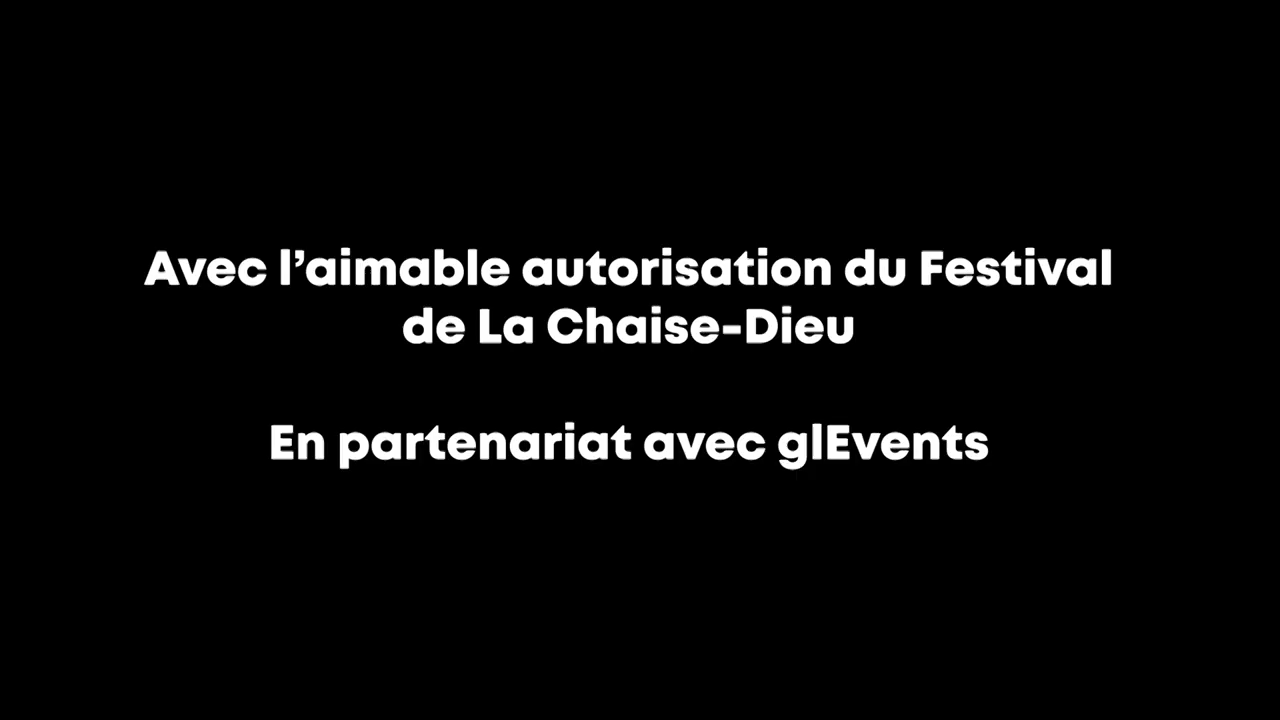 Avec l’aimable autorisation du Festival
de La Chaise-Dieu
En partenariat avec glEvents